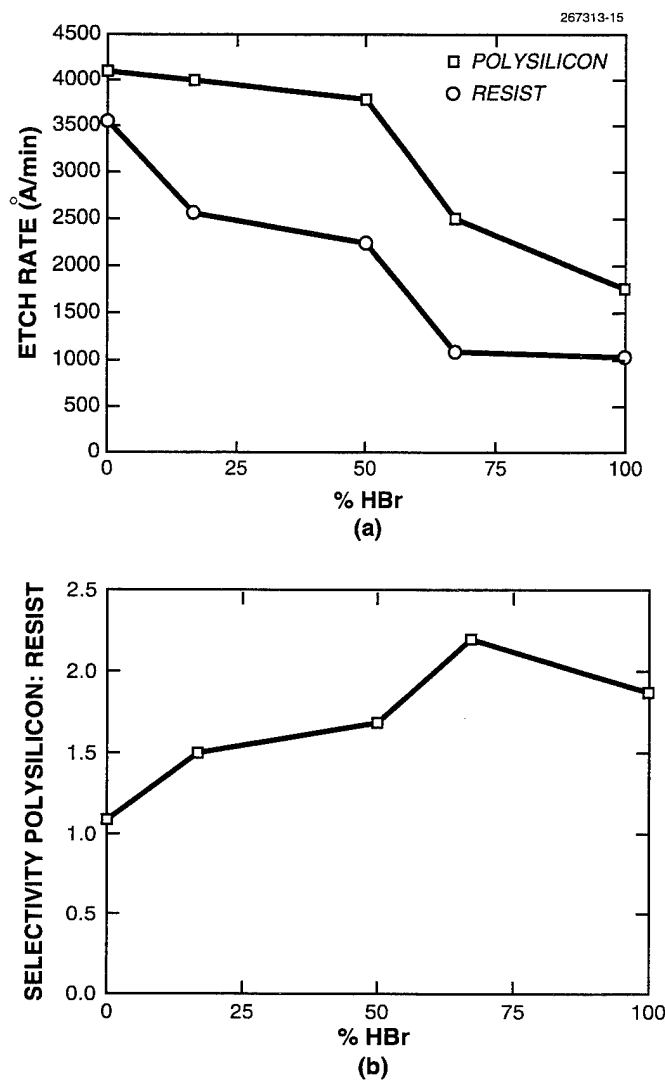 267313-15
4500
4000
3500
3000
2500
2000
1500
1000
500
0
ETCH RATE (Å/min)
POLYSILICON
RESIST
0 25 50 75 100
% HBr
(a)
2.5
2.0
1.5
1.0
0.5
0.0
SELECTIVITY POLYSILICON: RESIST
0 25 50 75 100
% HBr
(b)